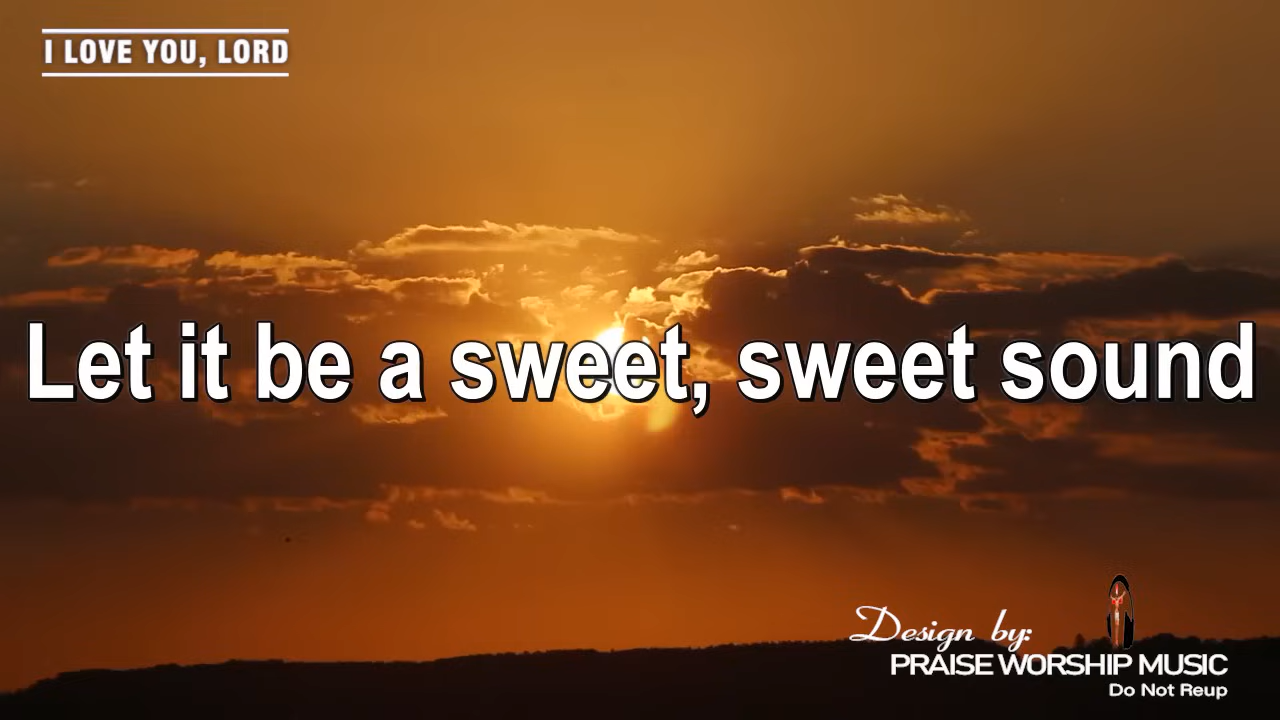 I LOVE YOU, LORD
Let it be a sweet, sweet sound
Design by:
PRAISE WORSHIP MUSIC
Do Not Reup